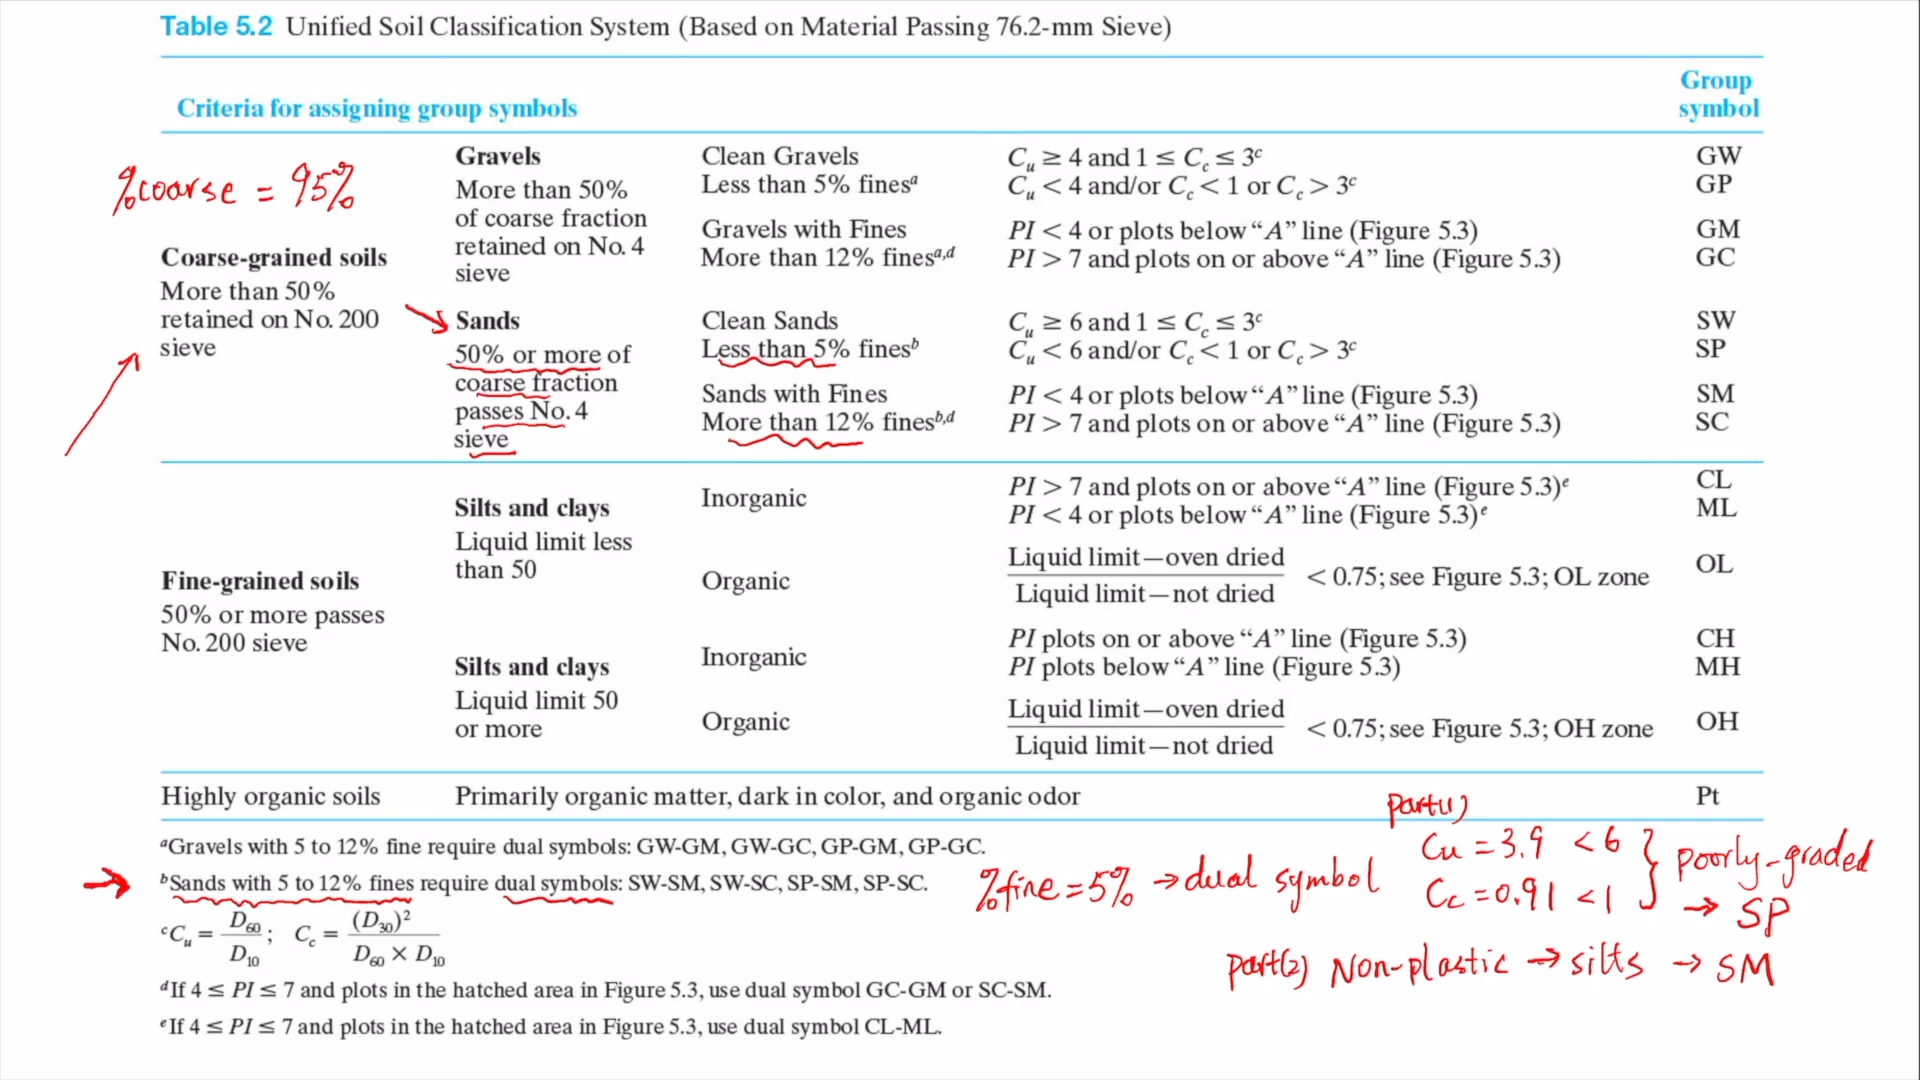 Table 5.2 Unified Soil Classification System (Based on Material Passing 76.2-mm Sieve)
Criteria for assigning group symbols
Group
symbol
%coarse = 95%
Coarse-grained soils
More than 50%
retained on No. 200
sieve
Gravels
More than 50%
of coarse fraction
retained on No. 4
sieve
Clean Gravels
Less than 5% finesᵃ
Cᵤ ≥ 4 and 1 ≤ C꜀ ≤ 3ᶜ GW
Cᵤ < 4 and/or C꜀ < 1 or C꜀ > 3ᶜ GP
Gravels with Fines
More than 12% finesᵃ,ᵈ
PI < 4 or plots below “A” line (Figure 5.3) GM
PI > 7 and plots on or above “A” line (Figure 5.3) GC
Sands
50% or more of
coarse fraction
passes No. 4
sieve
Clean Sands
Less than 5% finesᵇ
Cᵤ ≥ 6 and 1 ≤ C꜀ ≤ 3ᶜ SW
Cᵤ < 6 and/or C꜀ < 1 or C꜀ > 3ᶜ SP
Sands with Fines
More than 12% finesᵇ,ᵈ
PI < 4 or plots below “A” line (Figure 5.3) SM
PI > 7 and plots on or above “A” line (Figure 5.3) SC
Fine-grained soils
50% or more passes
No. 200 sieve
Silts and clays
Liquid limit less
than 50
Inorganic
PI > 7 and plots on or above “A” line (Figure 5.3)ᵉ CL
PI < 4 or plots below “A” line (Figure 5.3)ᵉ ML
Organic
Liquid limit—oven dried
Liquid limit—not dried
< 0.75; see Figure 5.3; OL zone OL
Silts and clays
Liquid limit 50
or more
Inorganic
PI plots on or above “A” line (Figure 5.3) CH
PI plots below “A” line (Figure 5.3) MH
Organic
Liquid limit—oven dried
Liquid limit—not dried
< 0.75; see Figure 5.3; OH zone OH
Highly organic soils Primarily organic matter, dark in color, and organic odor Pt
ᵃGravels with 5 to 12% fine require dual symbols: GW-GM, GW-GC, GP-GM, GP-GC.
ᵇSands with 5 to 12% fines require dual symbols: SW-SM, SW-SC, SP-SM, SP-SC.
ᶜCᵤ = D₆₀ / D₁₀ ; C꜀ = (D₃₀)² / D₆₀ × D₁₀
ᵈIf 4 ≤ PI ≤ 7 and plots in the hatched area in Figure 5.3, use dual symbol GC-GM or SC-SM.
ᵉIf 4 ≤ PI ≤ 7 and plots in the hatched area in Figure 5.3, use dual symbol CL-ML.
%fine = 5% → dual symbol
part(1)
Cu = 3.9 < 6
Cc = 0.91 < 1
poorly-graded
→ SP
part(2) Non-plastic → silts → SM